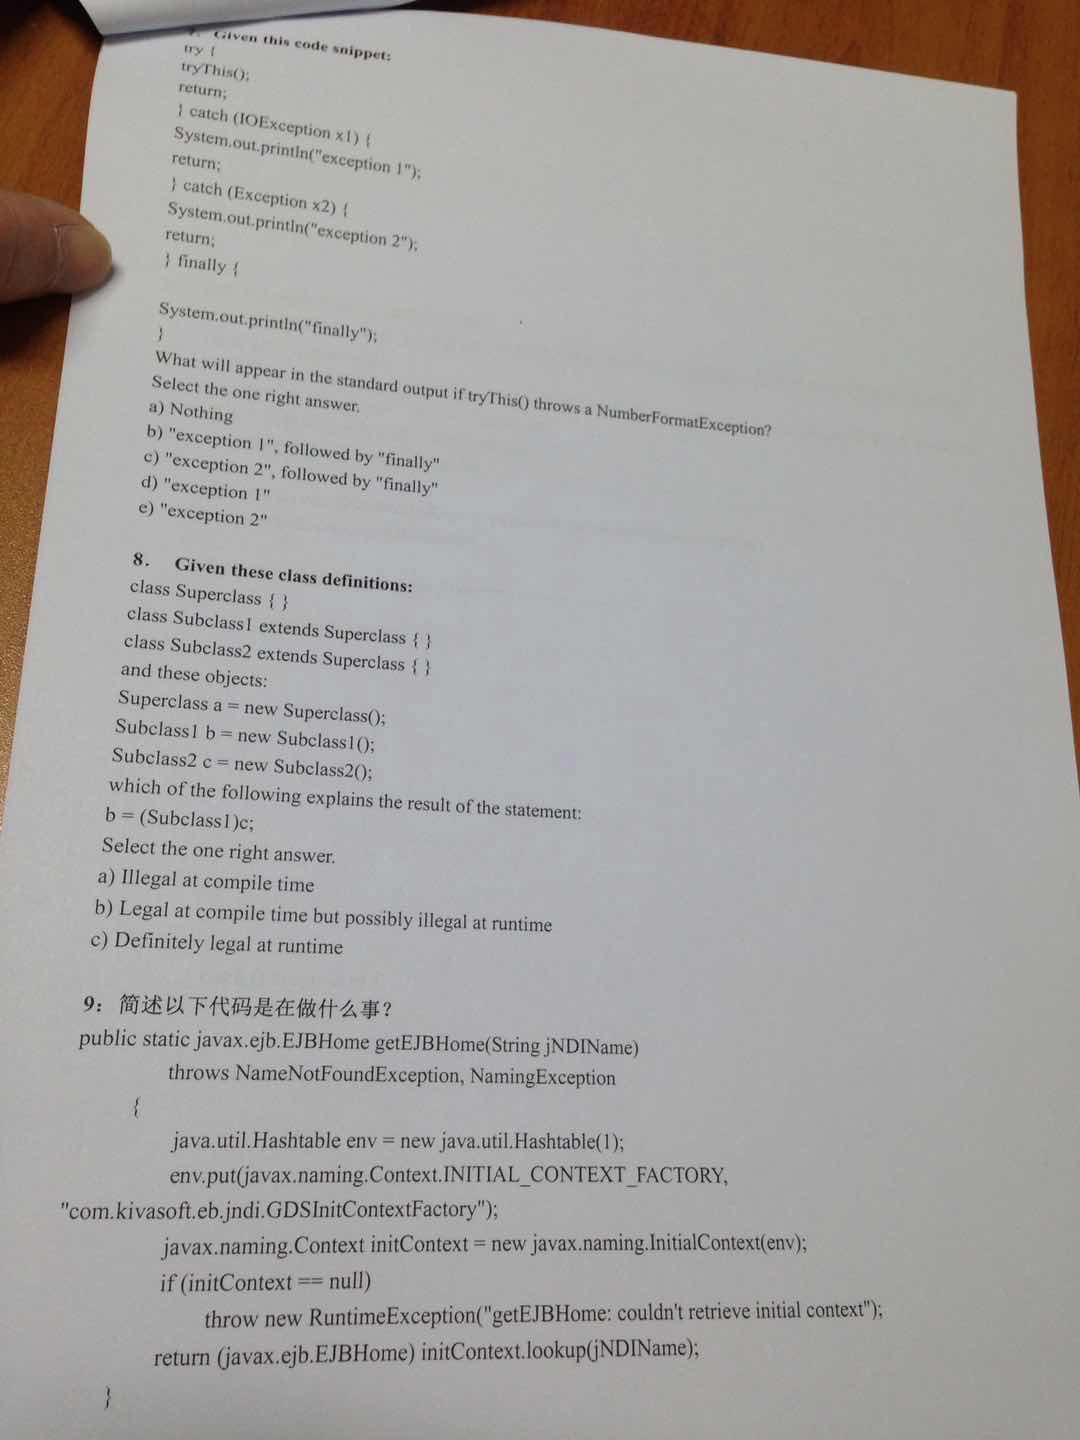 Given this code snippet:
try {
tryThis();
return;
} catch (IOException x1) {
System.out.println("exception 1");
return;
} catch (Exception x2) {
System.out.println("exception 2");
return;
} finally {
System.out.println("finally");
}
What will appear in the standard output if tryThis() throws a NumberFormatException?
Select the one right answer.
a) Nothing
b) "exception 1", followed by "finally"
c) "exception 2", followed by "finally"
d) "exception 1"
e) "exception 2"
8. Given these class definitions:
class Superclass { }
class Subclass1 extends Superclass { }
class Subclass2 extends Superclass { }
and these objects:
Superclass a = new Superclass();
Subclass1 b = new Subclass1();
Subclass2 c = new Subclass2();
which of the following explains the result of the statement:
b = (Subclass1)c;
Select the one right answer.
a) Illegal at compile time
b) Legal at compile time but possibly illegal at runtime
c) Definitely legal at runtime
9：简述以下代码是在做什么事？
public static javax.ejb.EJBHome getEJBHome(String jNDIName)
throws NameNotFoundException, NamingException
{
java.util.Hashtable env = new java.util.Hashtable(1);
env.put(javax.naming.Context.INITIAL_CONTEXT_FACTORY,
"com.kivasoft.eb.jndi.GDSInitContextFactory");
javax.naming.Context initContext = new javax.naming.InitialContext(env);
if (initContext == null)
throw new RuntimeException("getEJBHome: couldn't retrieve initial context");
return (javax.ejb.EJBHome) initContext.lookup(jNDIName);
}